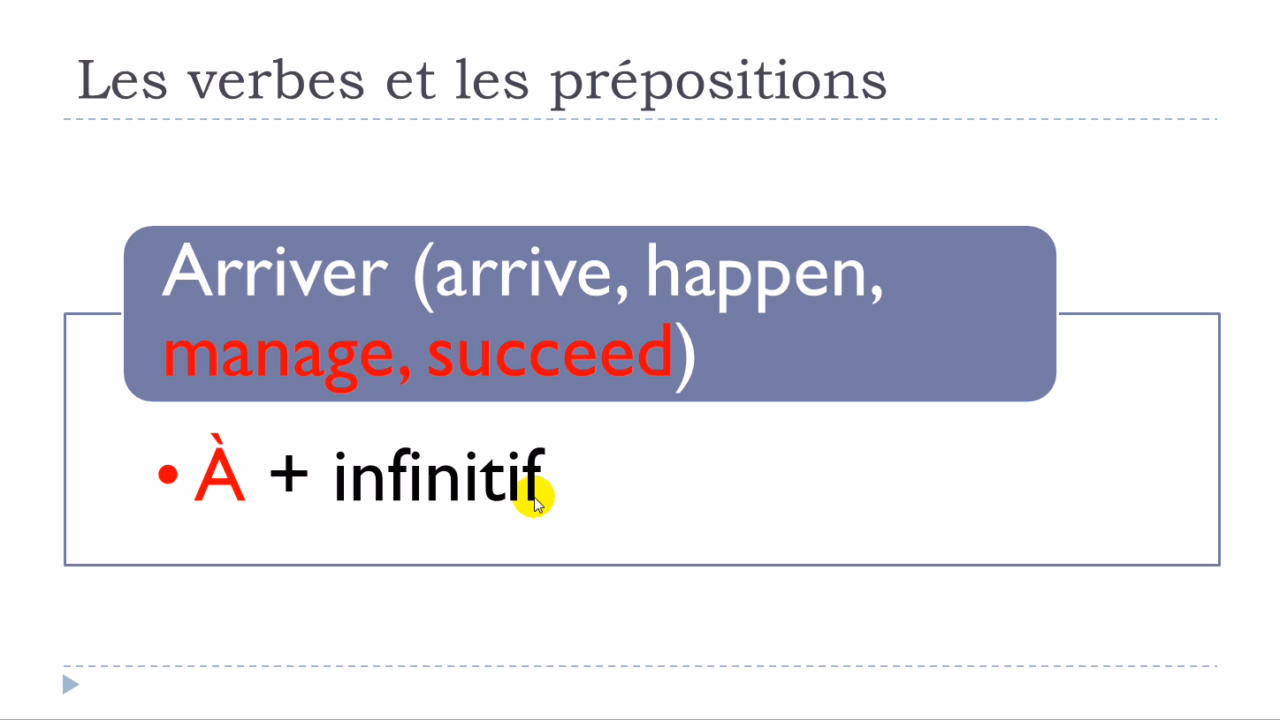 Les verbes et les prépositions
Arriver (arrive, happen,
manage, succeed)
• À + infinitif